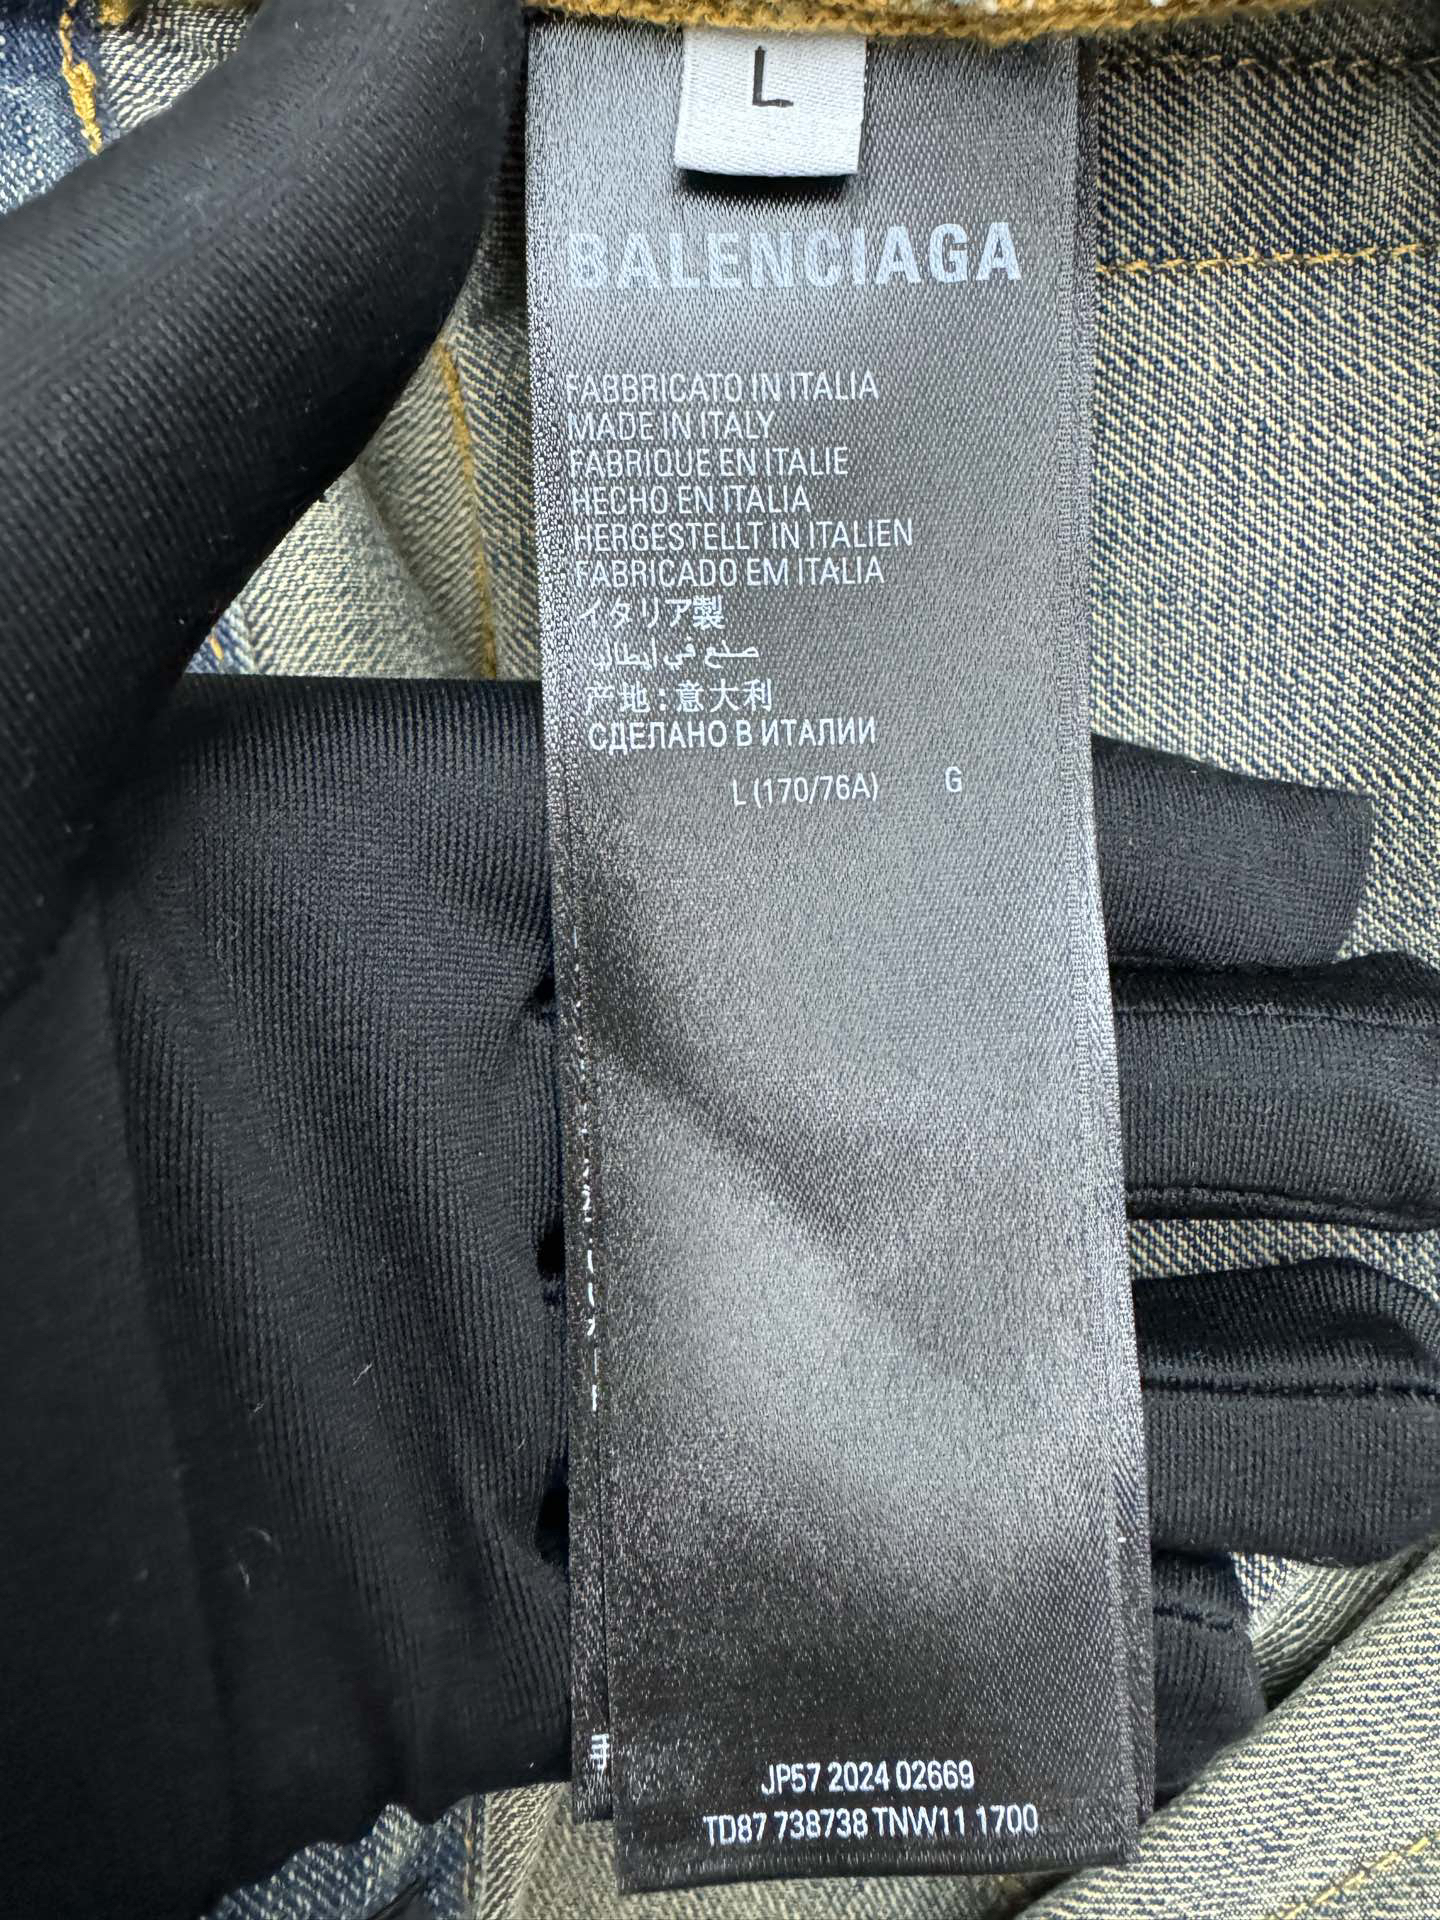 L
BALENCIAGA
FABBRICATO IN ITALIA
MADE IN ITALY
FABRIQUE EN ITALIE
HECHO EN ITALIA
HERGESTELLT IN ITALIEN
FABRICADO EM ITALIA
イタリア製
صنع في إيطاليا
产地:意大利
СДЕЛАНО В ИТАЛИИ
L (170/76A) G
手
JP57 2024 02669
TD87 738738 TNW11 1700